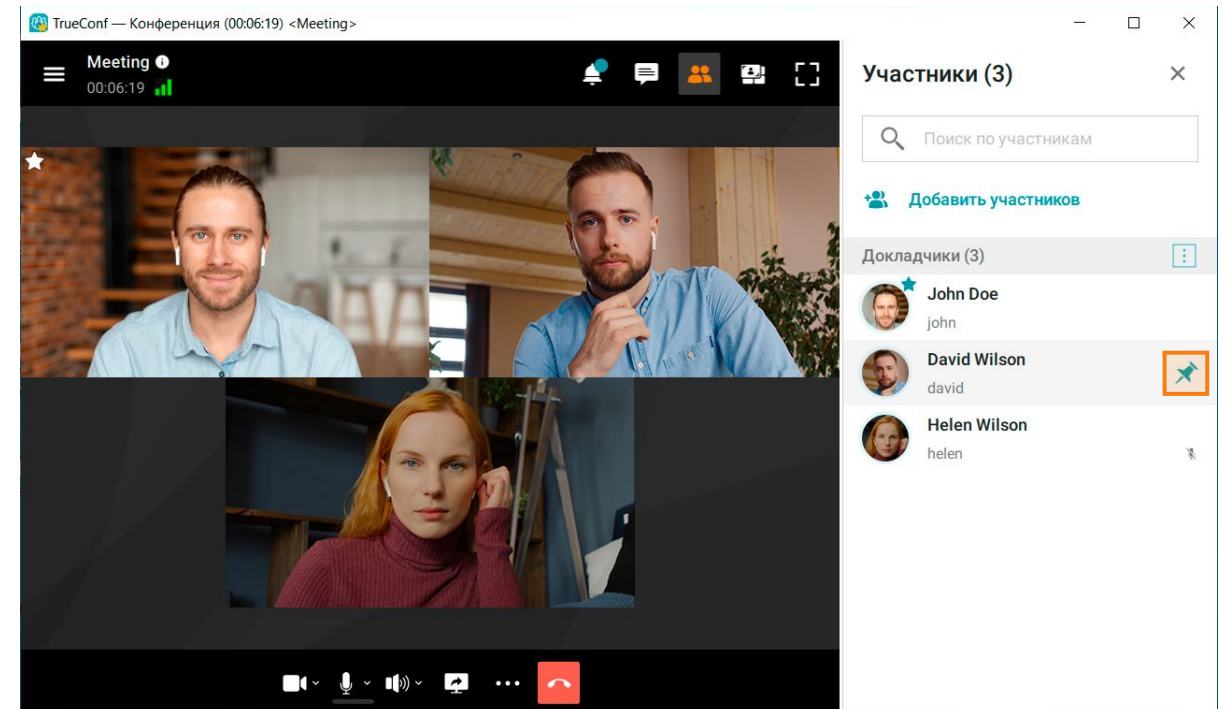 TrueConf — Конференция (00:06:19) <Meeting>
Meeting
00:06:19
Участники (3)
Поиск по участникам
Добавить участников
Докладчики (3)
John Doe
john
David Wilson
david
Helen Wilson
helen